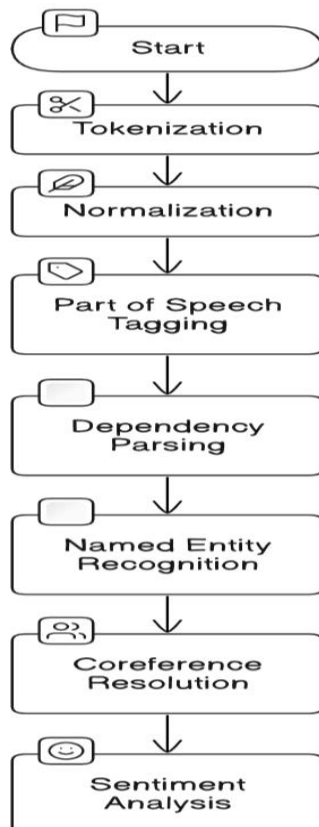 Start
Tokenization
Normalization
Part of Speech
Tagging
Dependency
Parsing
Named Entity
Recognition
Coreference
Resolution
Sentiment
Analysis